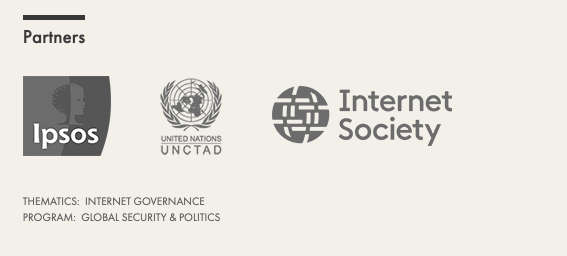 Partners
Ipsos
UNITED NATIONS
UNCTAD
Internet
Society
THEMATICS: INTERNET GOVERNANCE
PROGRAM: GLOBAL SECURITY & POLITICS